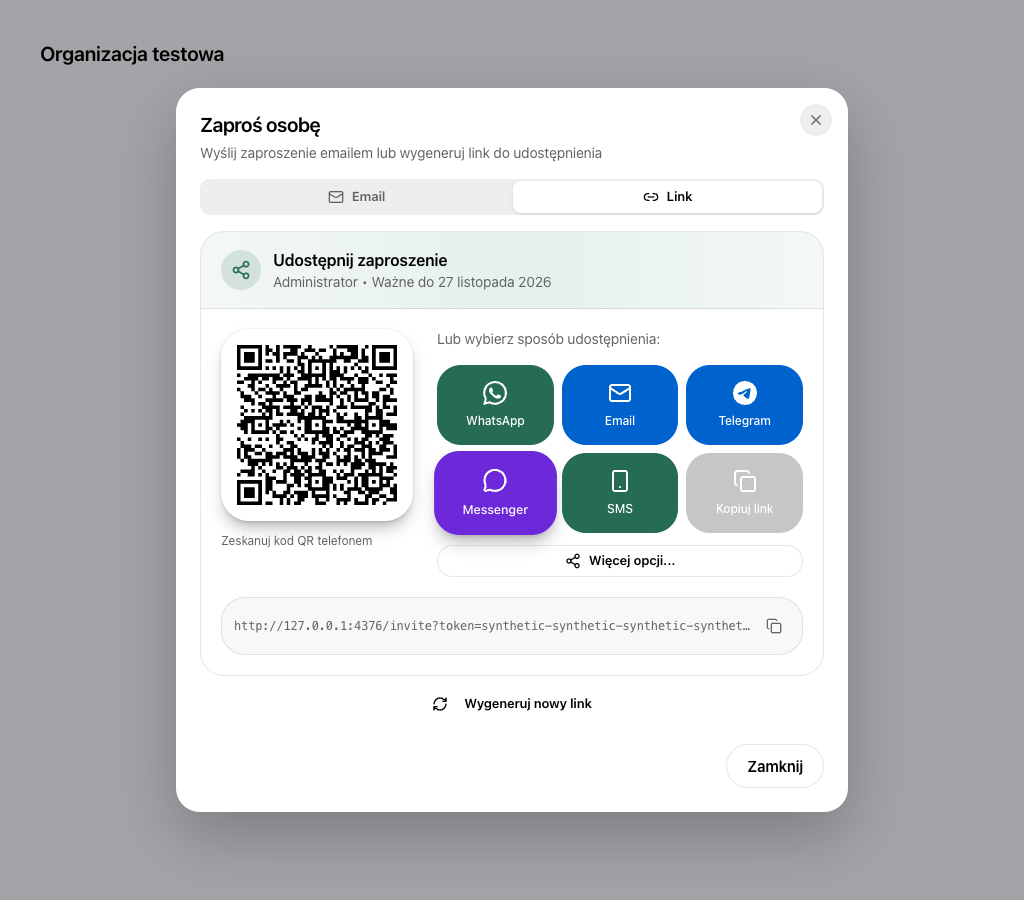 Organizacja testowa
Zaproś osobę
Wyślij zaproszenie emailem lub wygeneruj link do udostępnienia
Email
Link
Udostępnij zaproszenie
Administrator • Ważne do 27 listopada 2026
Lub wybierz sposób udostępnienia:
WhatsApp
Email
Telegram
Messenger
SMS
Kopiuj link
Zeskanuj kod QR telefonem
Więcej opcji...
http://127.0.0.1:4376/invite?token=synthetic-synthetic-synthetic-synthet…
Wygeneruj nowy link
Zamknij